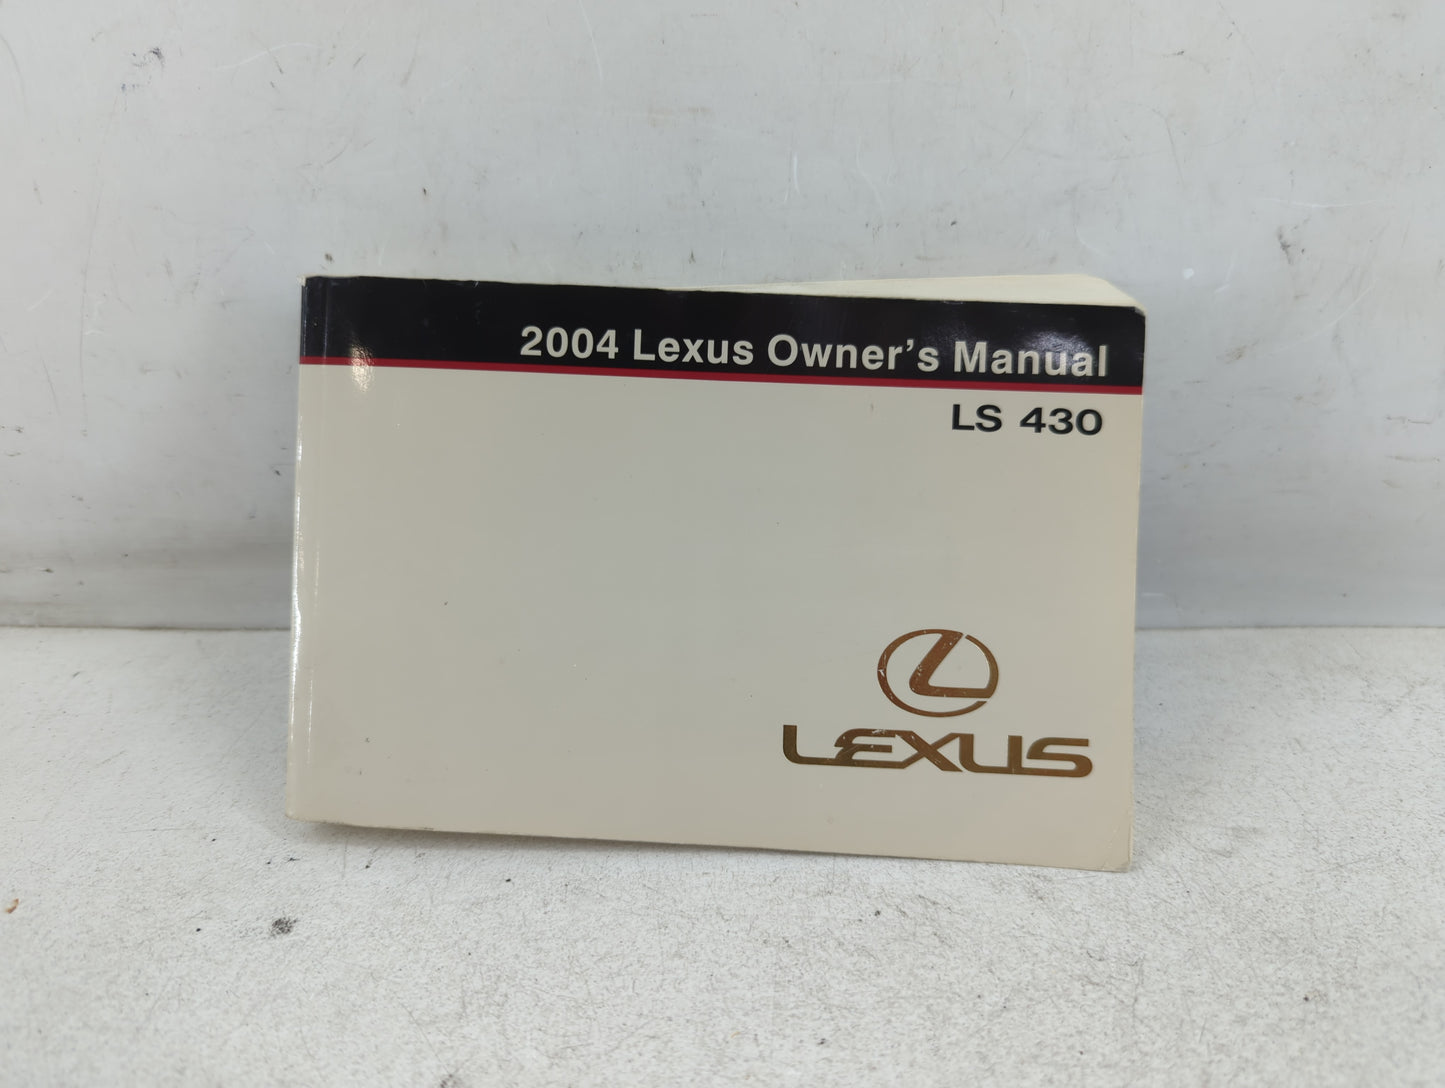 2004 Lexus Owner's Manual
LS 430
LEXUS